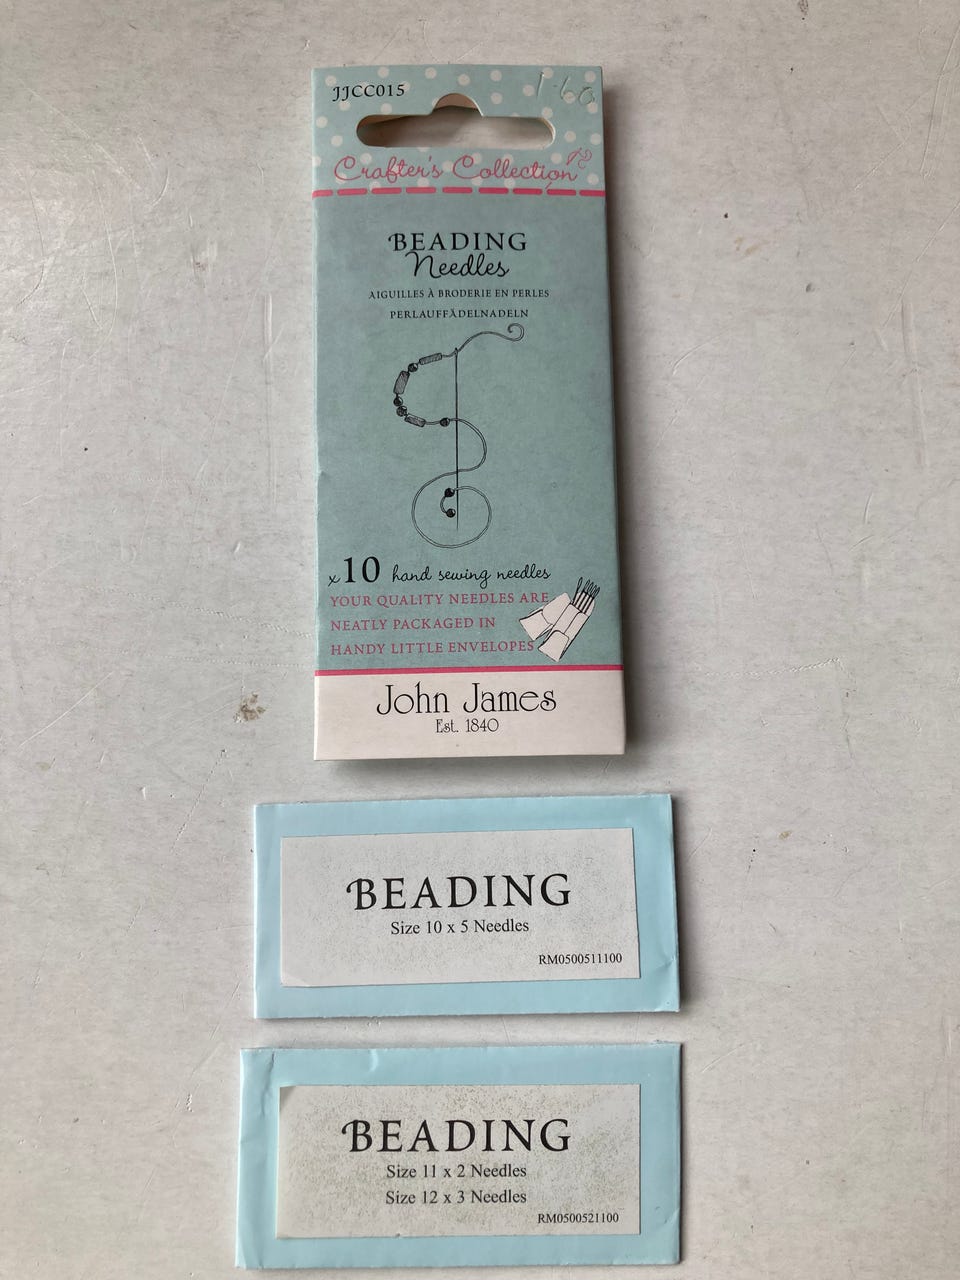 JJCC015
1.60
Crafter's Collection
BEADING
Needles
AIGUILLES À BRODERIE EN PERLES
PERLAUFFÄDELNADELN
x10 hand sewing needles
YOUR QUALITY NEEDLES ARE
NEATLY PACKAGED IN
HANDY LITTLE ENVELOPES
John James
Est. 1840
BEADING
Size 10 x 5 Needles
RM0500511100
BEADING
Size 11 x 2 Needles
Size 12 x 3 Needles
RM0500521100